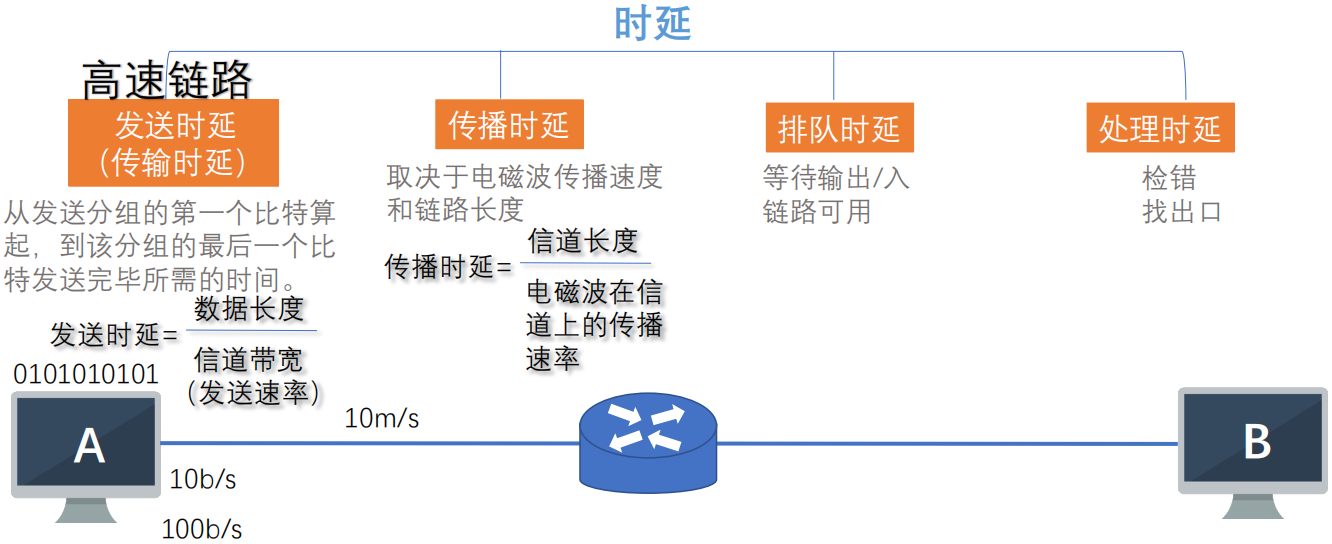 时延
高速链路
发送时延
（传输时延）
从发送分组的第一个比特算
起，到该分组的最后一个比
特发送完毕所需的时间。
发送时延=
数据长度
信道带宽
（发送速率）
传播时延
取决于电磁波传播速度
和链路长度
传播时延=
信道长度
电磁波在信
道上的传播
速率
排队时延
等待输出/入
链路可用
处理时延
检错
找出口
0101010101
A
10m/s
10b/s
100b/s
B